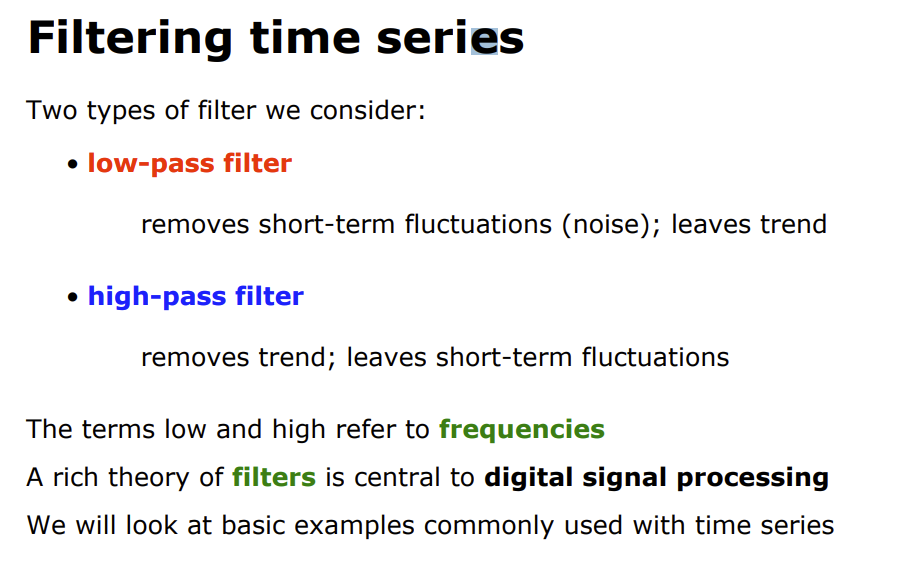 Filtering time series
Two types of filter we consider:
• low-pass filter
removes short-term fluctuations (noise); leaves trend
• high-pass filter
removes trend; leaves short-term fluctuations
The terms low and high refer to frequencies
A rich theory of filters is central to digital signal processing
We will look at basic examples commonly used with time series